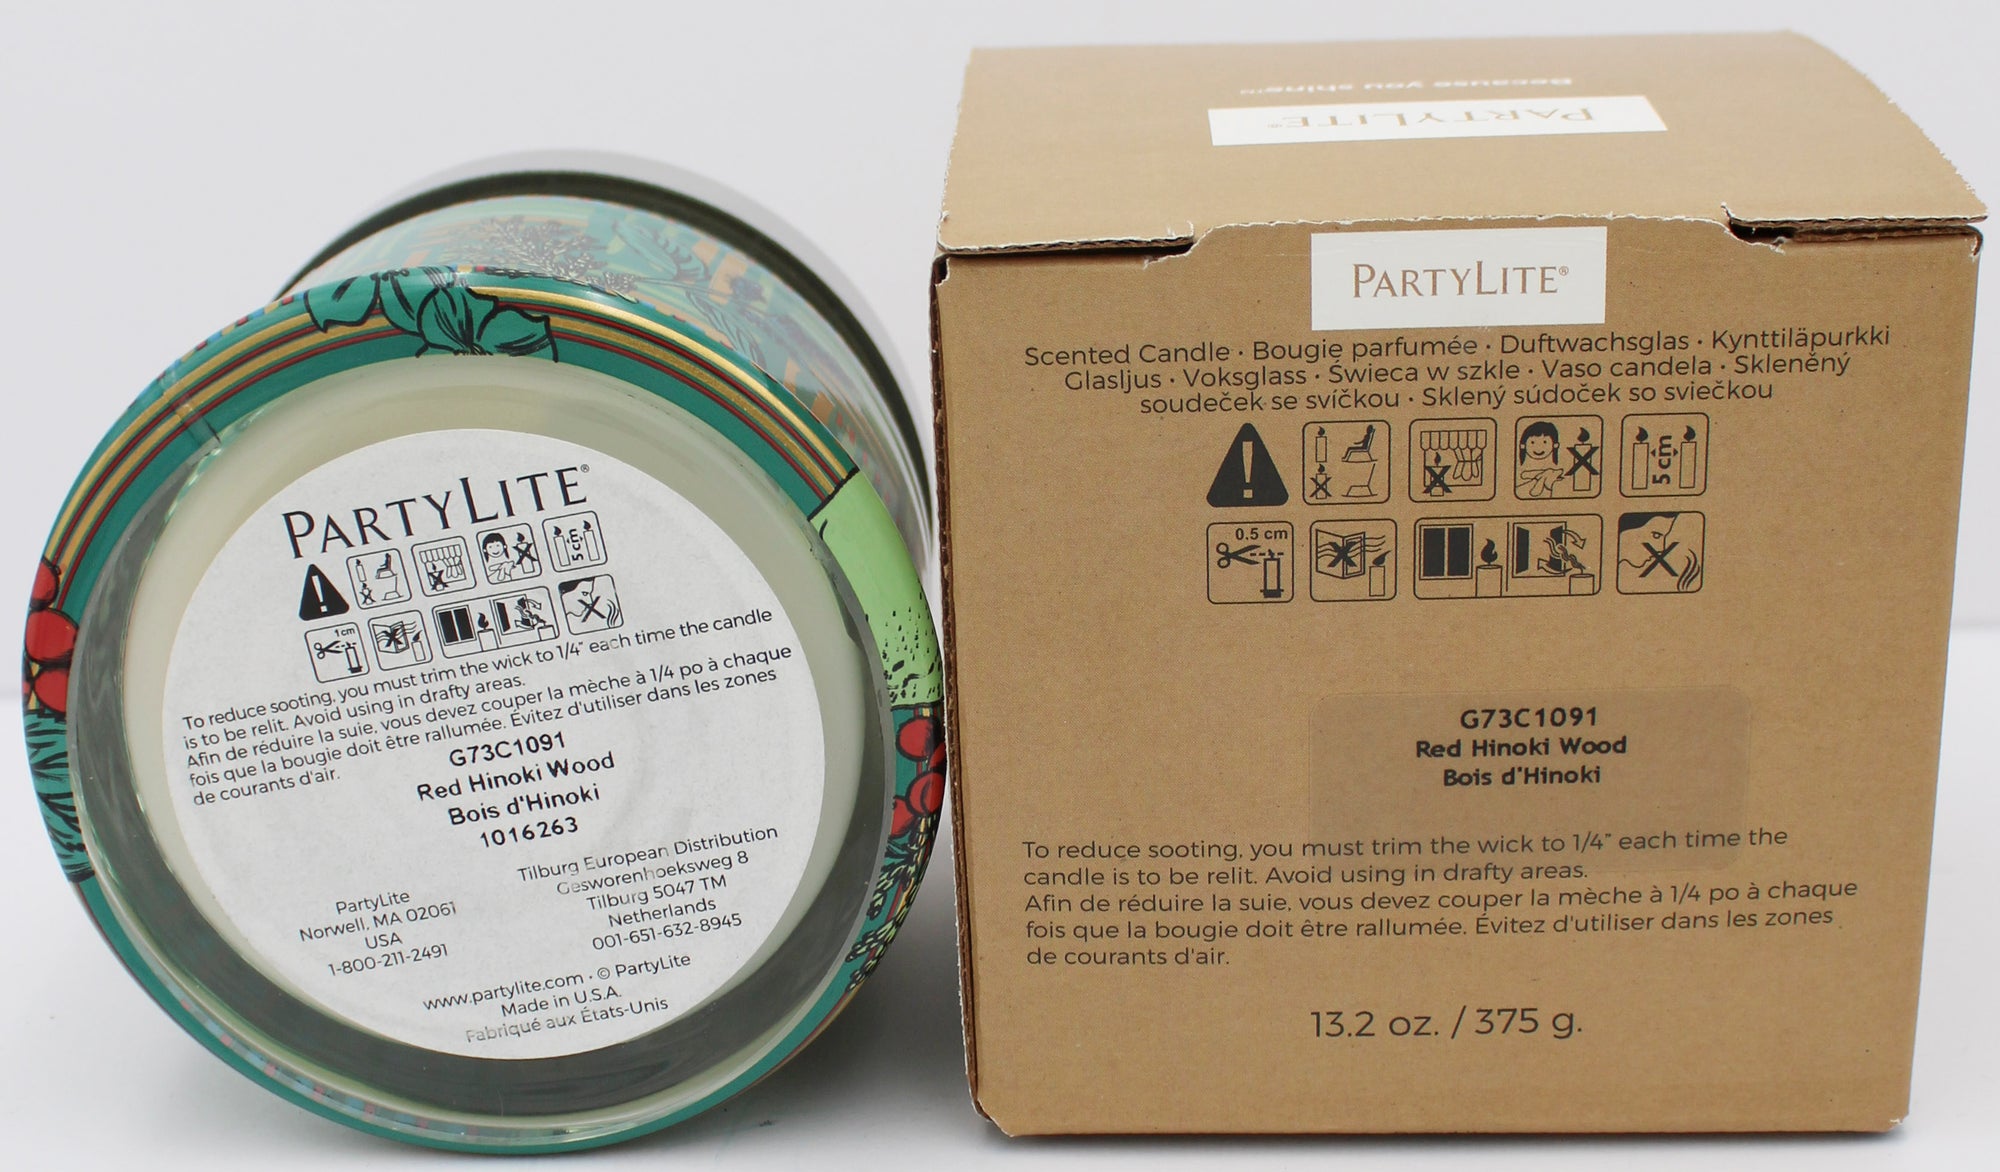 PARTYLITE®
5 cm
1 cm
To reduce sooting, you must trim the wick to 1/4" each time the candle
is to be relit. Avoid using in drafty areas.
Afin de réduire la suie, vous devez couper la mèche à 1/4 po à chaque
fois que la bougie doit être rallumée. Évitez d'utiliser dans les zones
de courants d'air.
G73C1091
Red Hinoki Wood
Bois d'Hinoki
1016263
PartyLite
Norwell, MA 02061
USA
1-800-211-2491
Tilburg European Distribution
Gesworenhoeksweg 8
Tilburg 5047 TM
Netherlands
001-651-632-8945
www.partylite.com · © PartyLite
Made in U.S.A.
Fabriqué aux États-Unis
Because you shine™
PARTYLITE®
PARTYLITE®
Scented Candle · Bougie parfumée · Duftwachsglas · Kynttiläpurkki
Glasljus · Voksglass · Świeca w szkle · Vaso candela · Skleněný
soudeček se svíčkou · Sklený súdoček so sviečkou
5 cm
0.5 cm
G73C1091
Red Hinoki Wood
Bois d'Hinoki
To reduce sooting, you must trim the wick to 1/4" each time the
candle is to be relit. Avoid using in drafty areas.
Afin de réduire la suie, vous devez couper la mèche à 1/4 po à chaque
fois que la bougie doit être rallumée. Évitez d'utiliser dans les zones
de courants d'air.
13.2 oz. / 375 g.